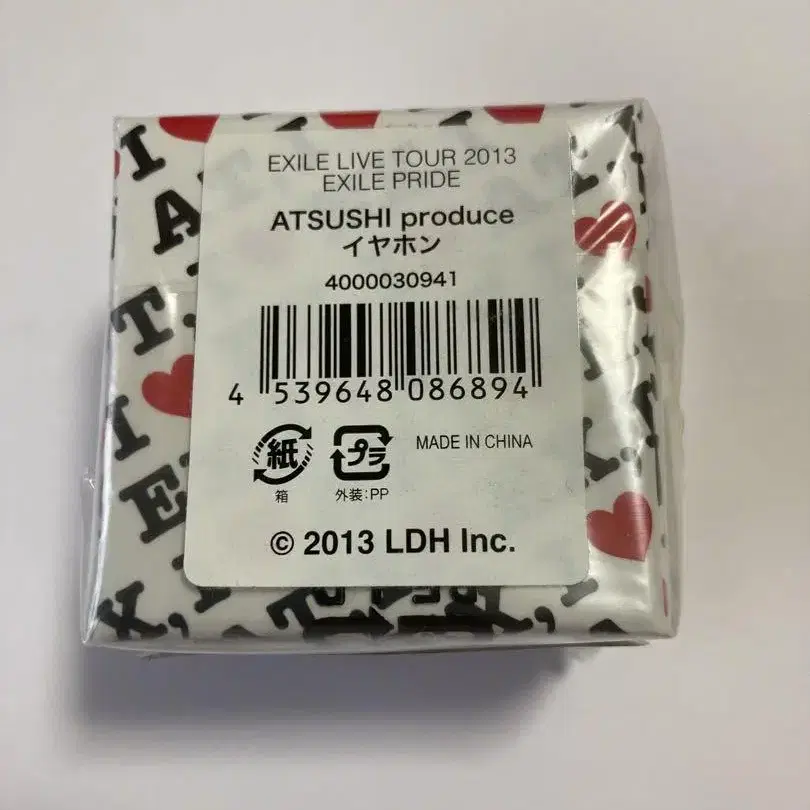 EXILE LIVE TOUR 2013
EXILE PRIDE
ATSUSHI produce
イヤホン
4000030941
4 539648 086894
紙
箱
プラ
外装:PP
MADE IN CHINA
© 2013 LDH Inc.
I
A
T.
I
E
X,